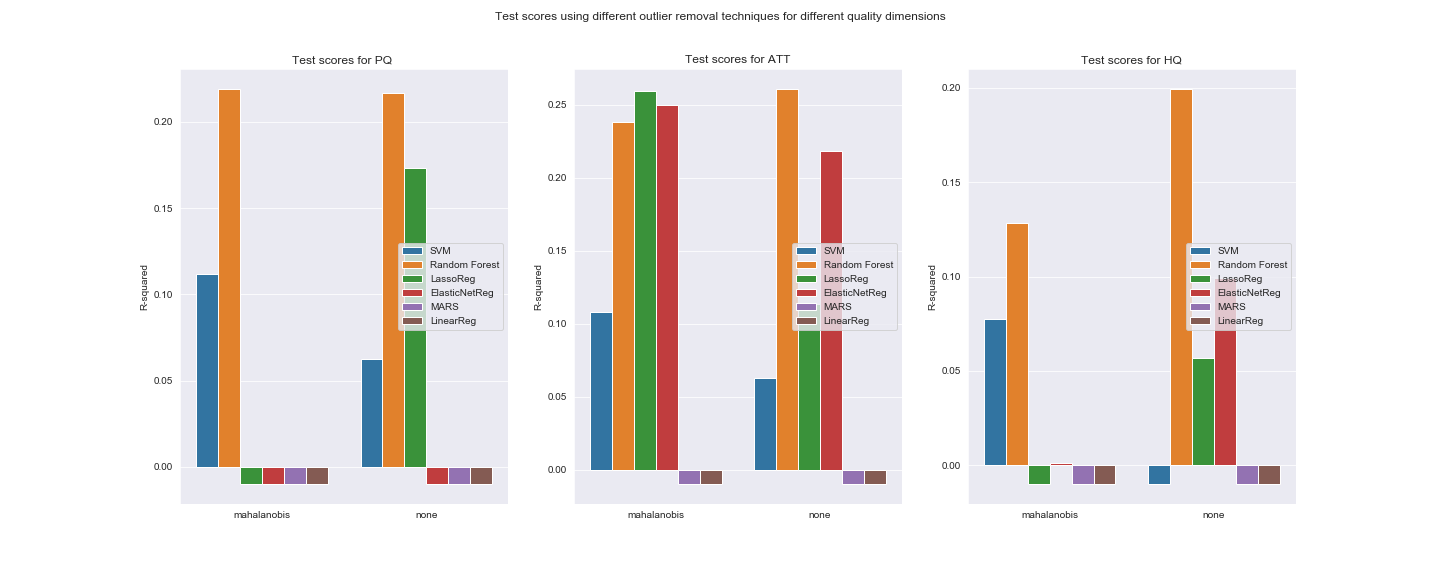 Test scores using different outlier removal techniques for different quality dimensions
Test scores for PQ
R-squared
0.20
0.15
0.10
0.05
0.00
SVM
Random Forest
LassoReg
ElasticNetReg
MARS
LinearReg
mahalanobis
none
Test scores for ATT
R-squared
0.25
0.20
0.15
0.10
0.05
0.00
SVM
Random Forest
LassoReg
ElasticNetReg
MARS
LinearReg
mahalanobis
none
Test scores for HQ
R-squared
0.20
0.15
0.10
0.05
0.00
SVM
Random Forest
LassoReg
ElasticNetReg
MARS
LinearReg
mahalanobis
none